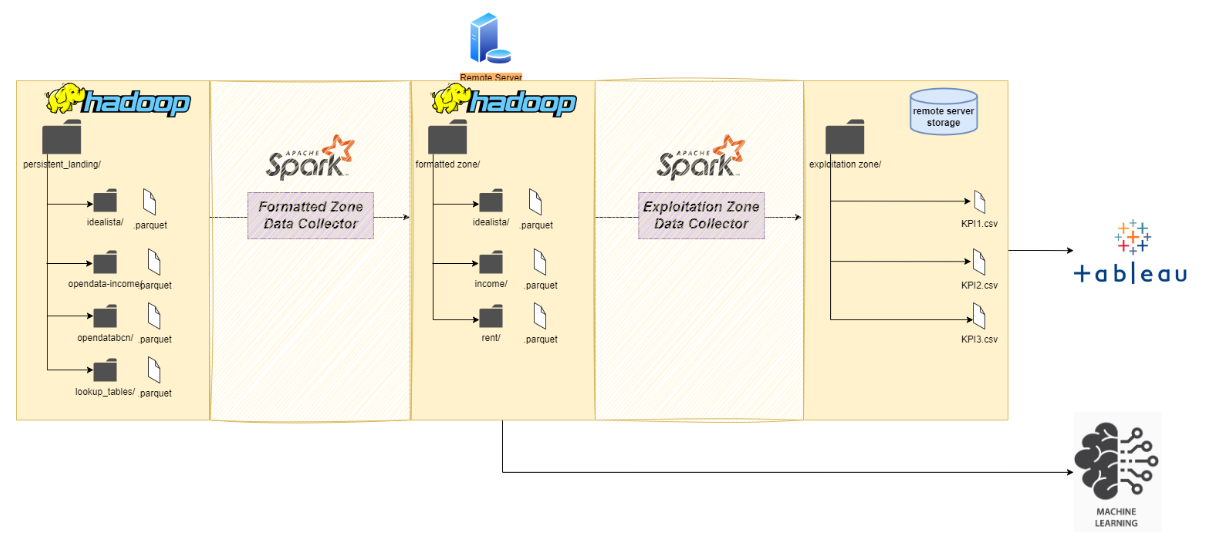 Remote Server
hadoop
persistent_landing/
idealista/
.parquet
opendata-income/
.parquet
opendatabcn/
.parquet
lookup_tables/
.parquet
APACHE
Spark
Formatted Zone
Data Collector
hadoop
formatted zone/
idealista/
.parquet
income/
.parquet
rent/
.parquet
APACHE
Spark
Exploitation Zone
Data Collector
remote server
storage
exploitation zone/
KPI1.csv
KPI2.csv
KPI3.csv
tableau
MACHINE
LEARNING